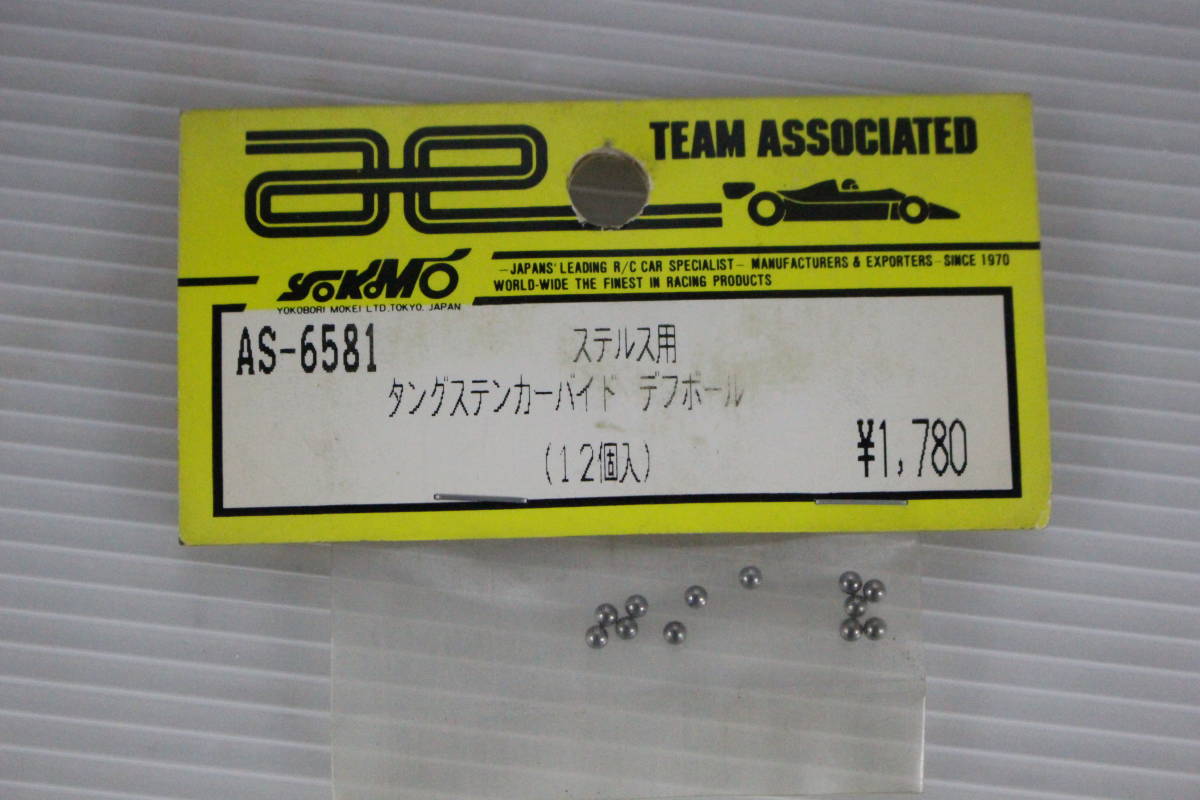 ae
TEAM ASSOCIATED
YOKOMO
YOKOBORI MOKEI LTD. TOKYO. JAPAN
—JAPANS' LEADING R/C CAR SPECIALIST— MANUFACTURERS & EXPORTERS—SINCE 1970
WORLD-WIDE THE FINEST IN RACING PRODUCTS
AS-6581
ステルス用
タングステンカーバイド デフボール
(12個入)
¥1,780